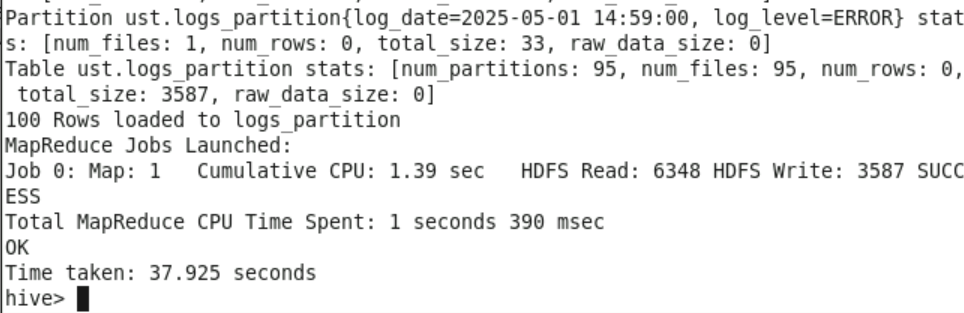 Partition ust.logs_partition{log_date=2025-05-01 14:59:00, log_level=ERROR} stat
s: [num_files: 1, num_rows: 0, total_size: 33, raw_data_size: 0]
Table ust.logs_partition stats: [num_partitions: 95, num_files: 95, num_rows: 0,
 total_size: 3587, raw_data_size: 0]
100 Rows loaded to logs_partition
MapReduce Jobs Launched:
Job 0: Map: 1   Cumulative CPU: 1.39 sec   HDFS Read: 6348 HDFS Write: 3587 SUCC
ESS
Total MapReduce CPU Time Spent: 1 seconds 390 msec
OK
Time taken: 37.925 seconds
hive>